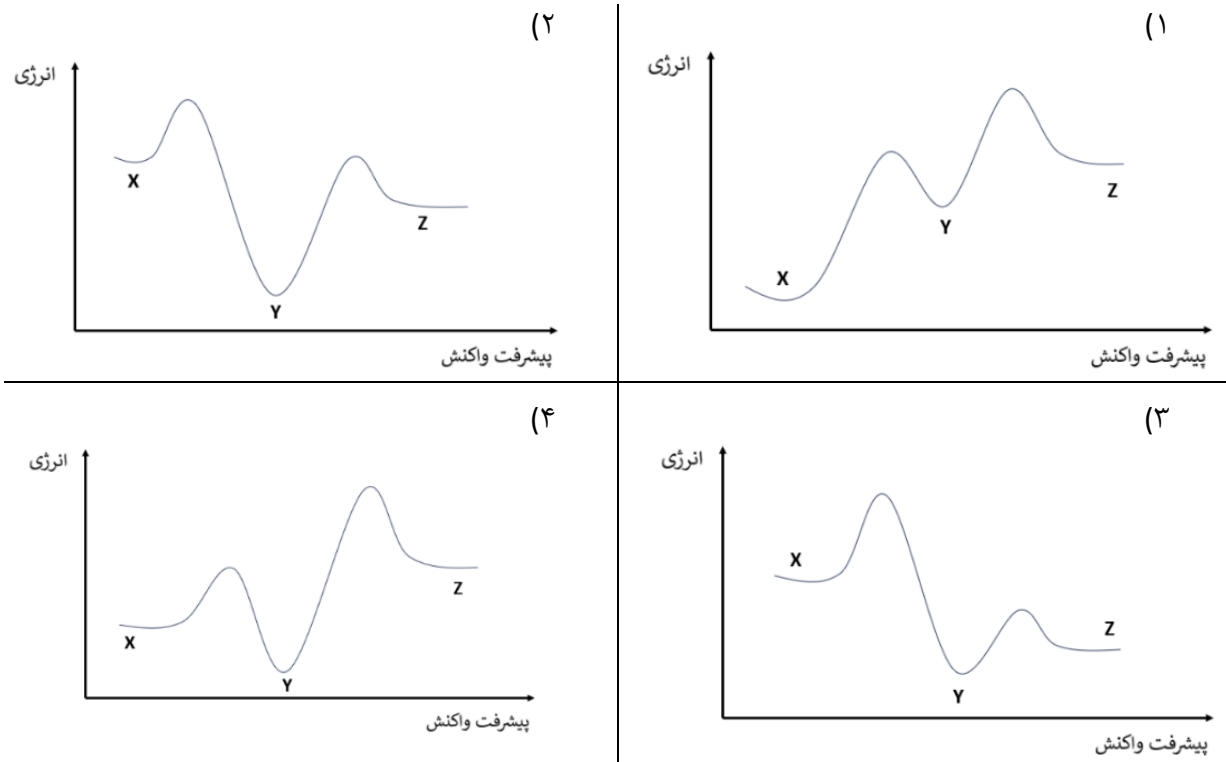 ۱)
انرژی
X
Y
Z
پیشرفت واکنش
۲)
انرژی
X
Y
Z
پیشرفت واکنش
۳)
انرژی
X
Y
Z
پیشرفت واکنش
۴)
انرژی
X
Y
Z
پیشرفت واکنش